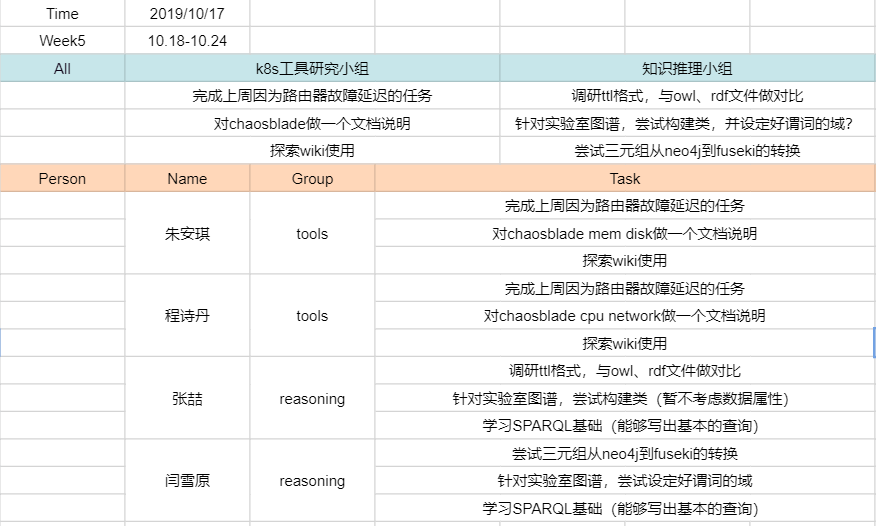 Time 2019/10/17
Week5 10.18-10.24
All k8s工具研究小组 知识推理小组
完成上周因为路由器故障延迟的任务 调研ttl格式，与owl、rdf文件做对比
对chaosblade做一个文档说明 针对实验室图谱，尝试构建类，并设定好谓词的域？
探索wiki使用 尝试三元组从neo4j到fuseki的转换
Person Name Group Task
完成上周因为路由器故障延迟的任务
朱安琪 tools 对chaosblade mem disk做一个文档说明
探索wiki使用
完成上周因为路由器故障延迟的任务
程诗丹 tools 对chaosblade cpu network做一个文档说明
探索wiki使用
调研ttl格式，与owl、rdf文件做对比
张喆 reasoning 针对实验室图谱，尝试构建类（暂不考虑数据属性）
学习SPARQL基础（能够写出基本的查询）
尝试三元组从neo4j到fuseki的转换
闫雪原 reasoning 针对实验室图谱，尝试设定好谓词的域
学习SPARQL基础（能够写出基本的查询）